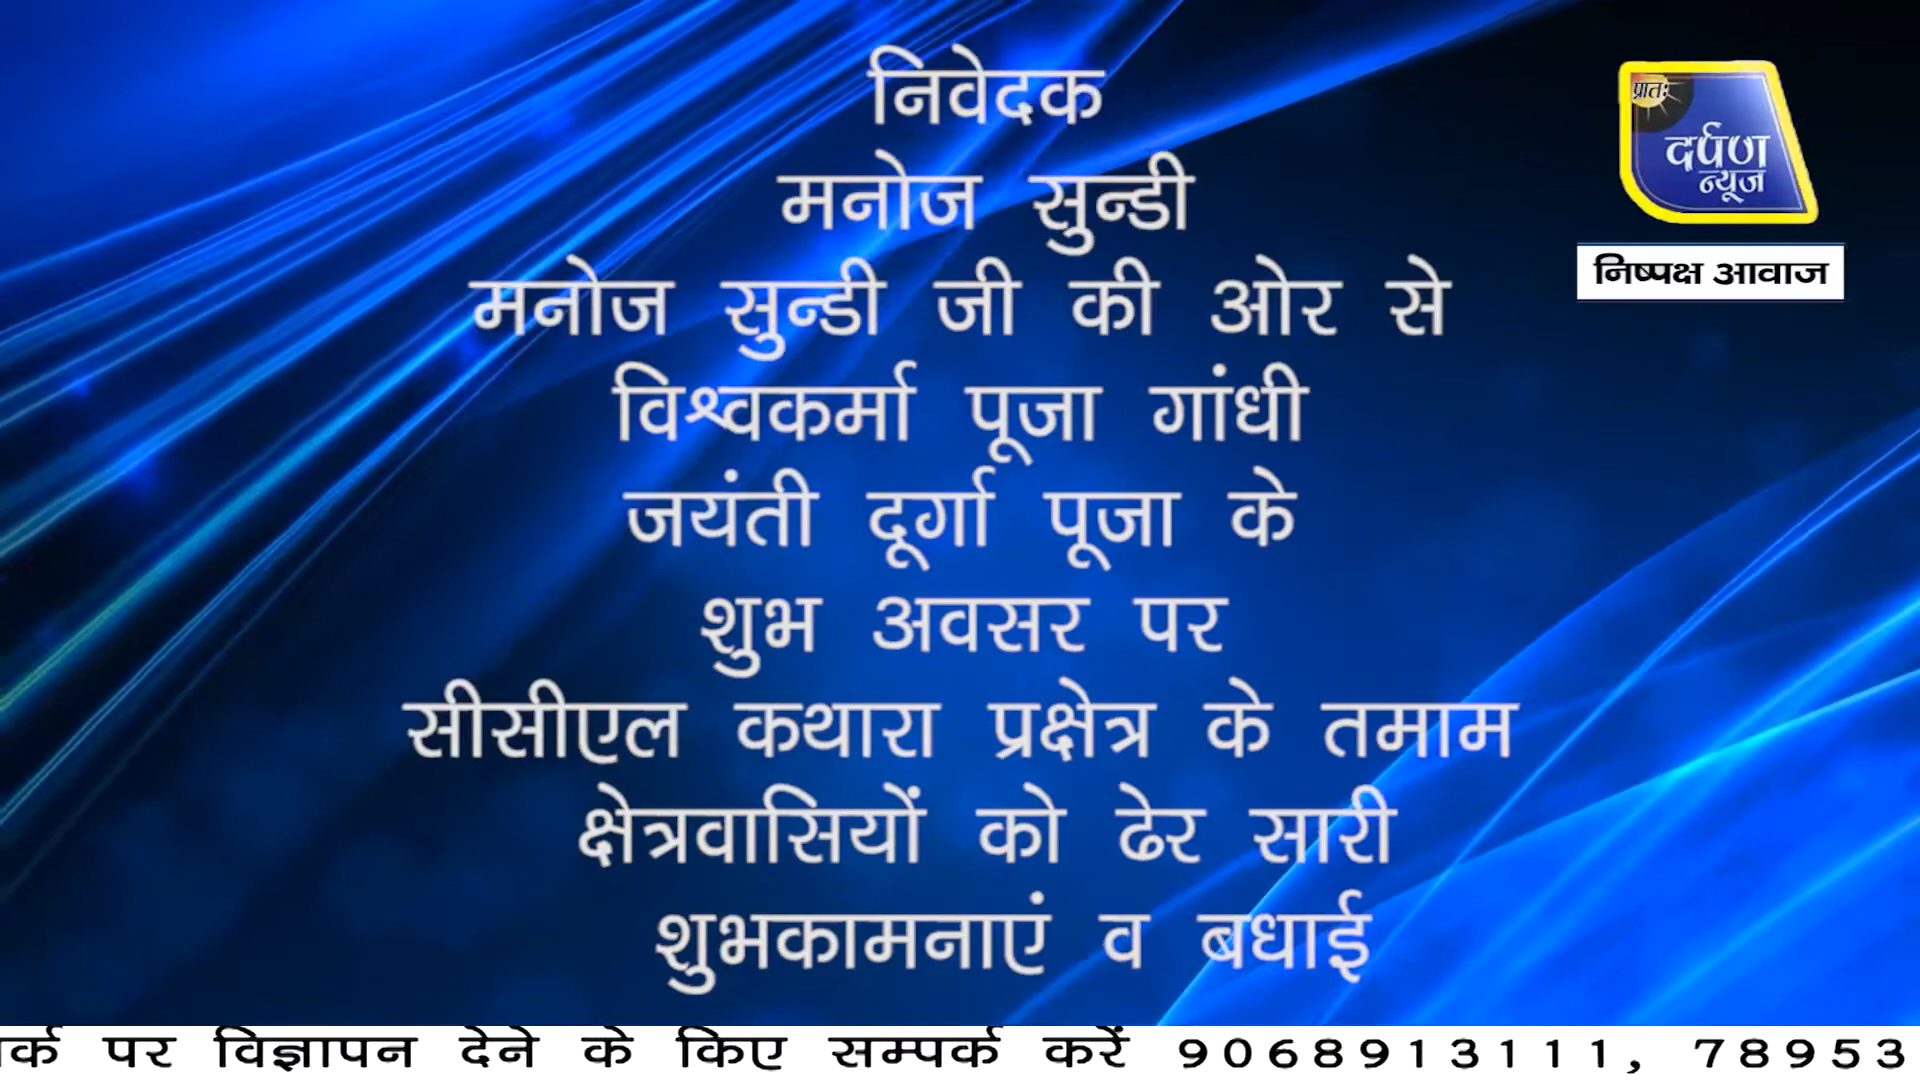 निवेदक
मनोज सुन्डी
मनोज सुन्डी जी की ओर से
विश्वकर्मा पूजा गांधी
जयंती दूर्गा पूजा के
शुभ अवसर पर
सीसीएल कथारा प्रक्षेत्र के तमाम
क्षेत्रवासियों को ढेर सारी
शुभकामनाएं व बधाई
प्रातः
दर्पण
न्यूज
निष्पक्ष आवाज
र्क पर विज्ञापन देने के किए सम्पर्क करें 9068913111, 78953